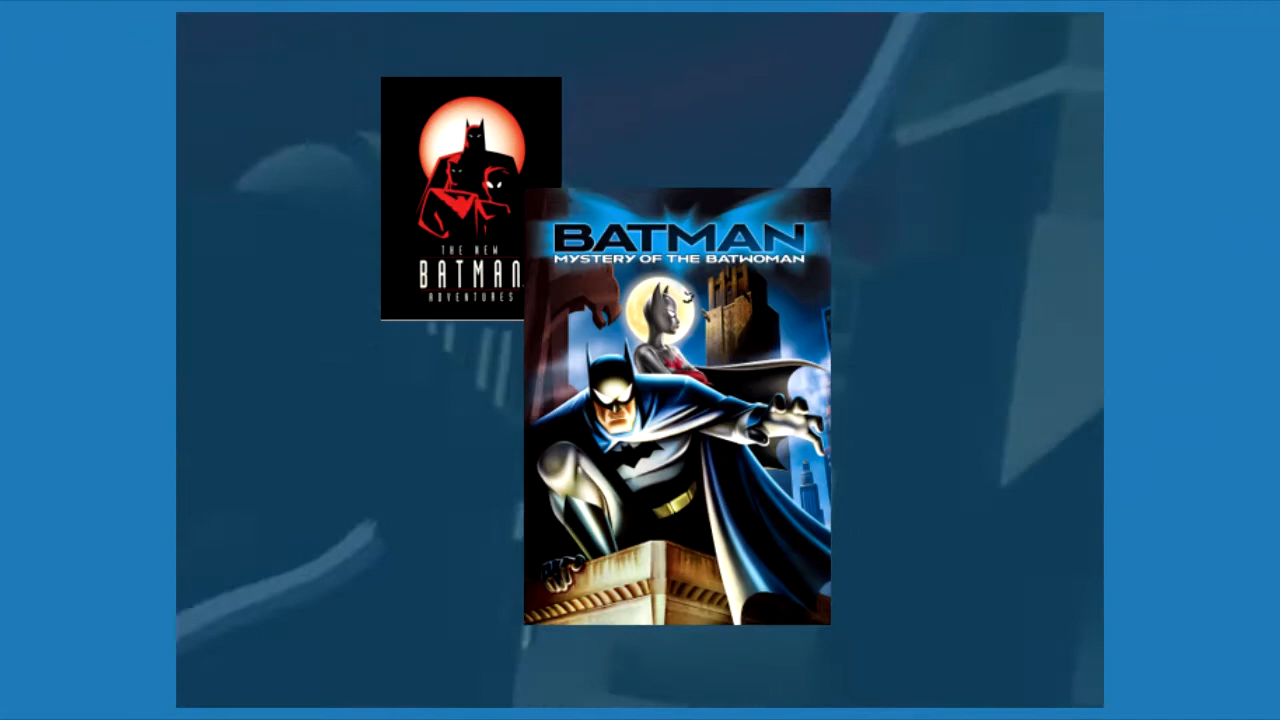 THE NEW
BATMAN
ADVENTURES
BATMAN
MYSTERY OF THE BATWOMAN